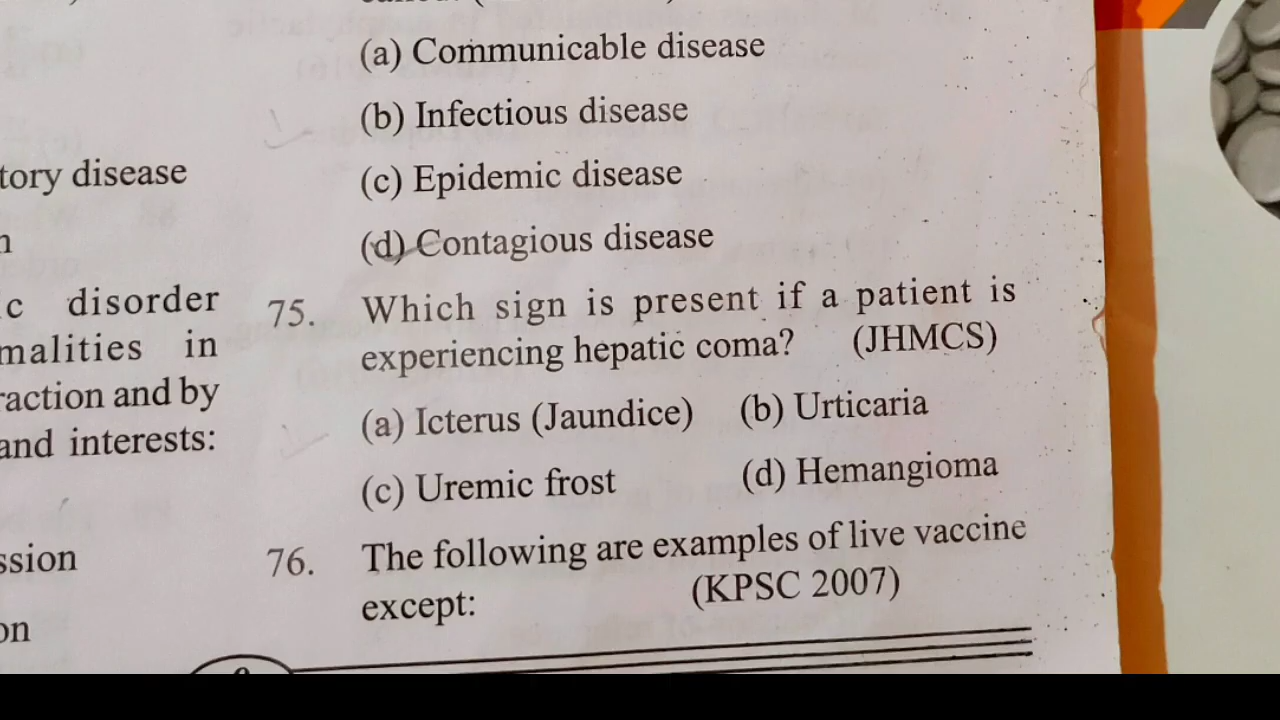 tory disease
disorder
malities in
raction and by
and interests:
ssion
on
(a) Communicable disease
(b) Infectious disease
(c) Epidemic disease
(d) Contagious disease
75. Which sign is present if a patient is
experiencing hepatic coma? (JHMCS)
(a) Icterus (Jaundice) (b) Urticaria
(c) Uremic frost (d) Hemangioma
76. The following are examples of live vaccine
except: (KPSC 2007)